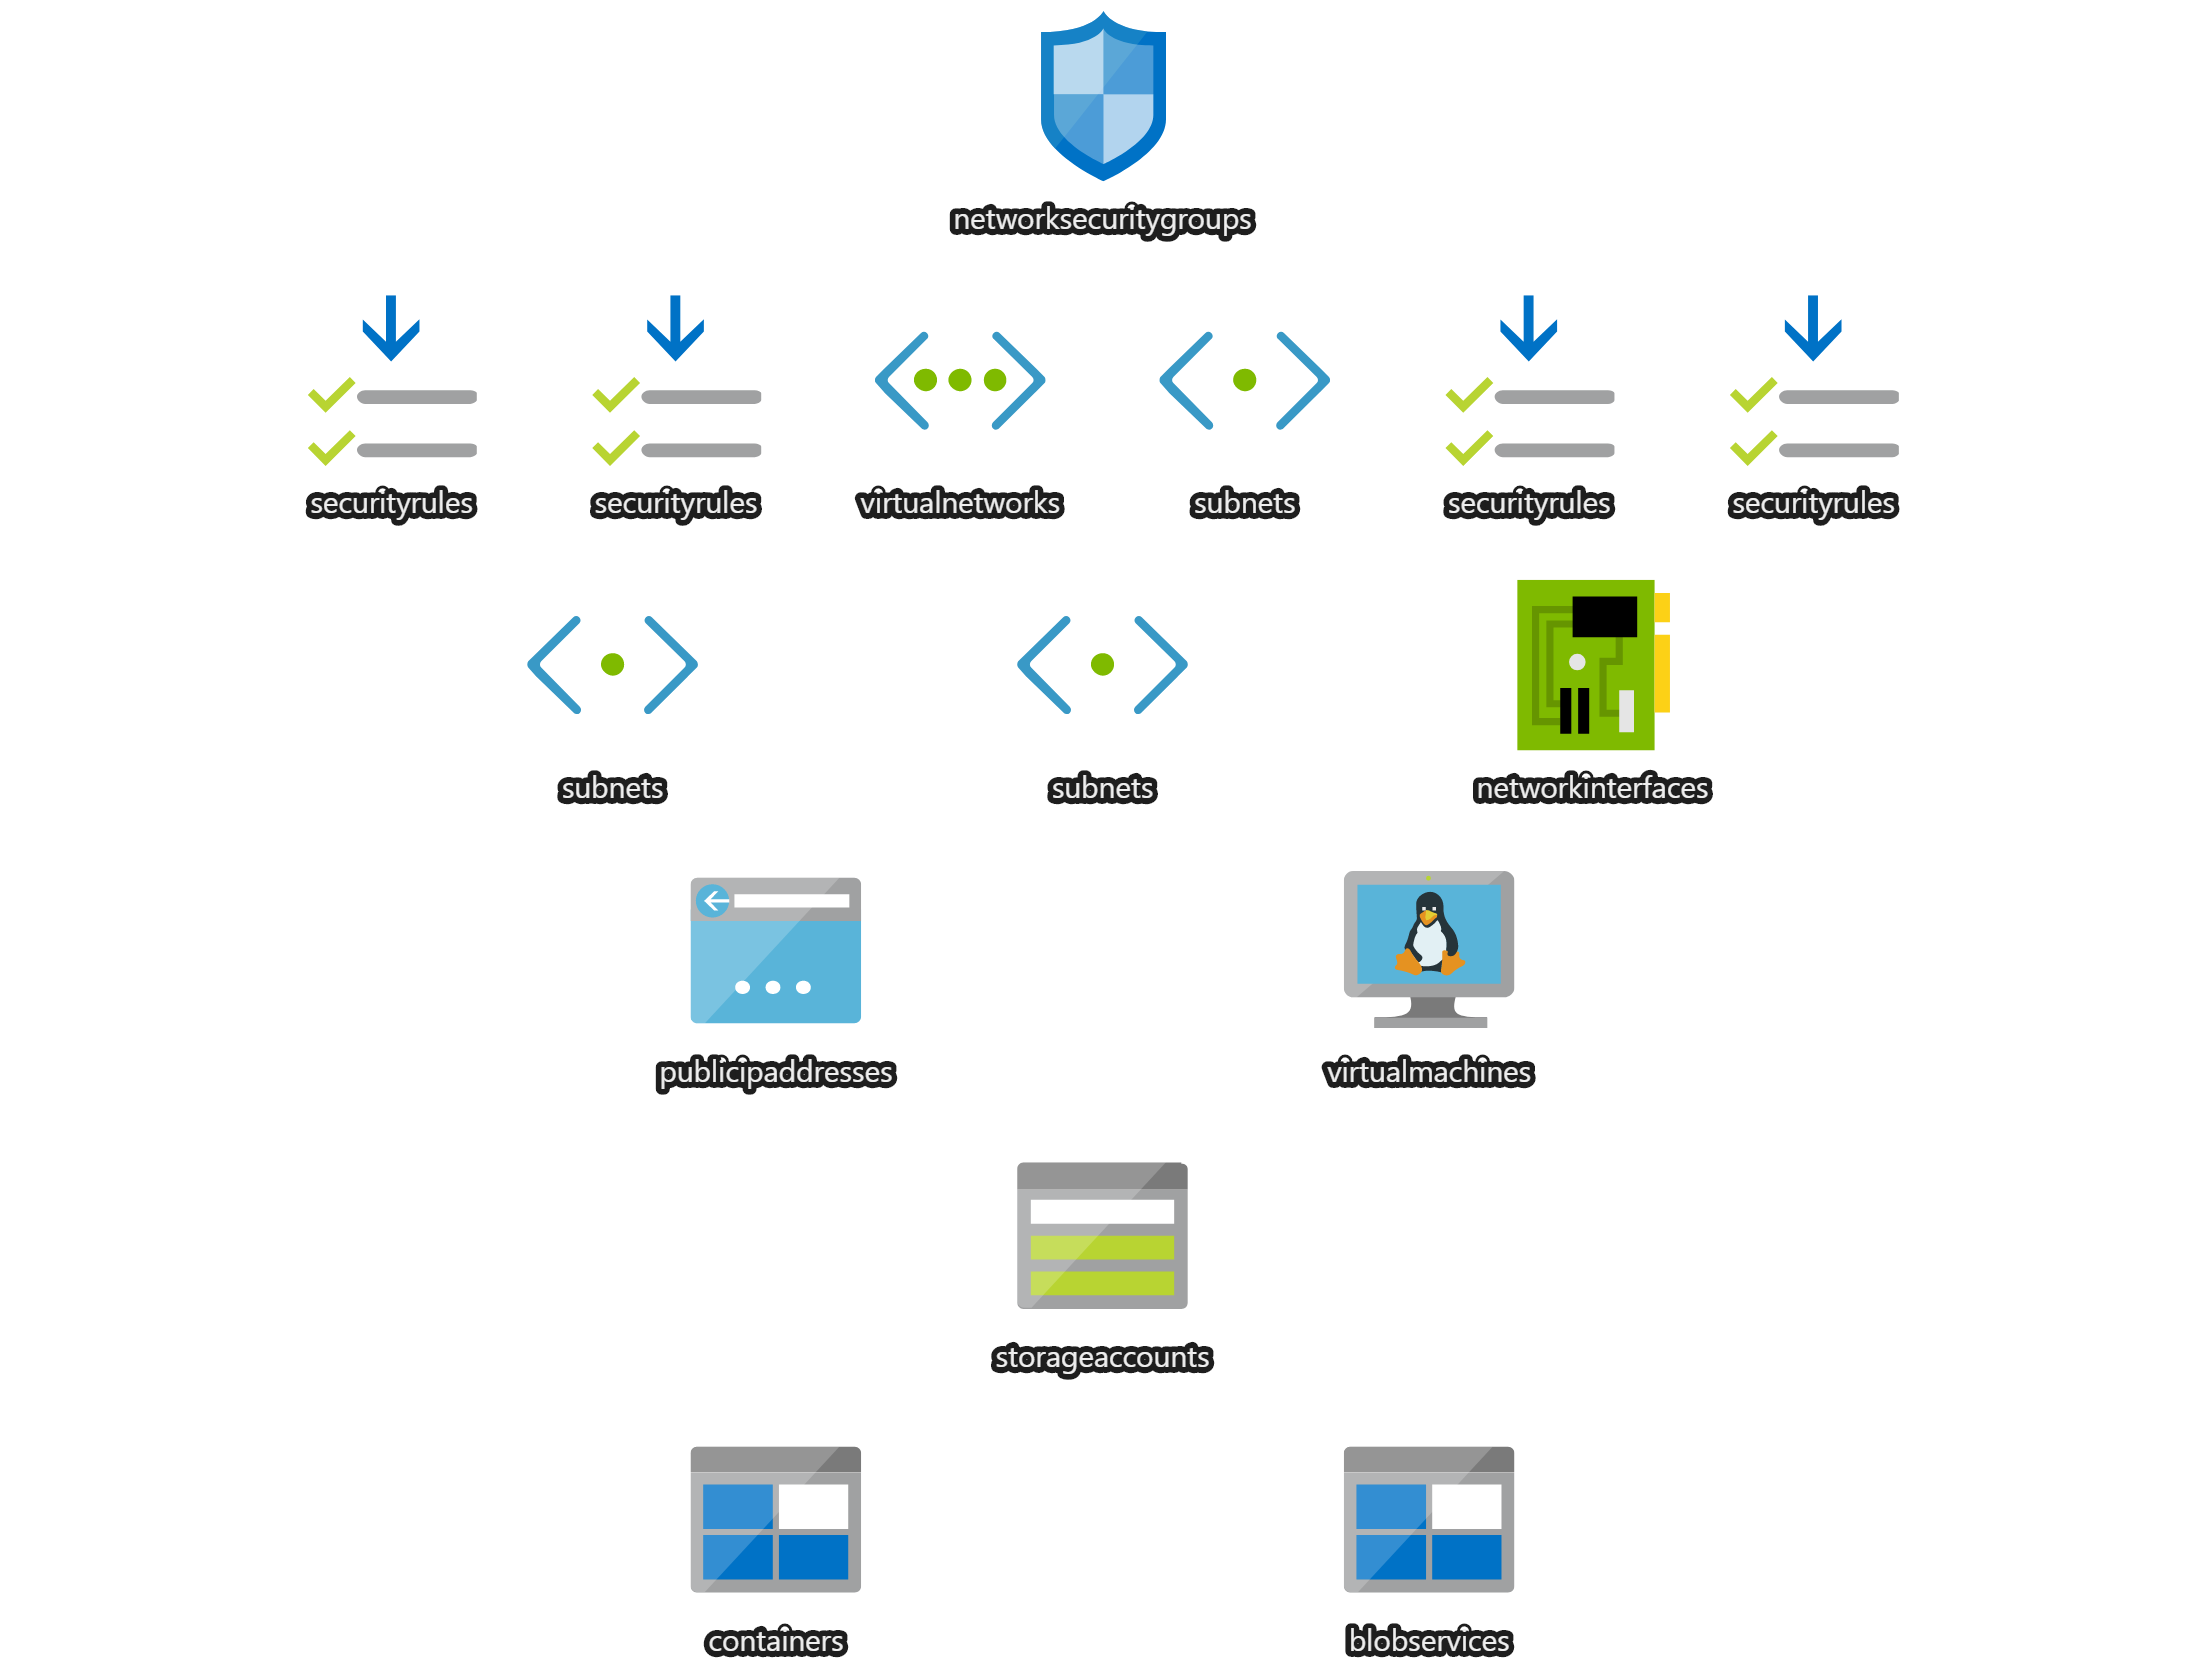 networksecuritygroups
securityrules
securityrules
virtualnetworks
subnets
securityrules
securityrules
subnets
subnets
networkinterfaces
publicipaddresses
virtualmachines
storageaccounts
containers
blobservices